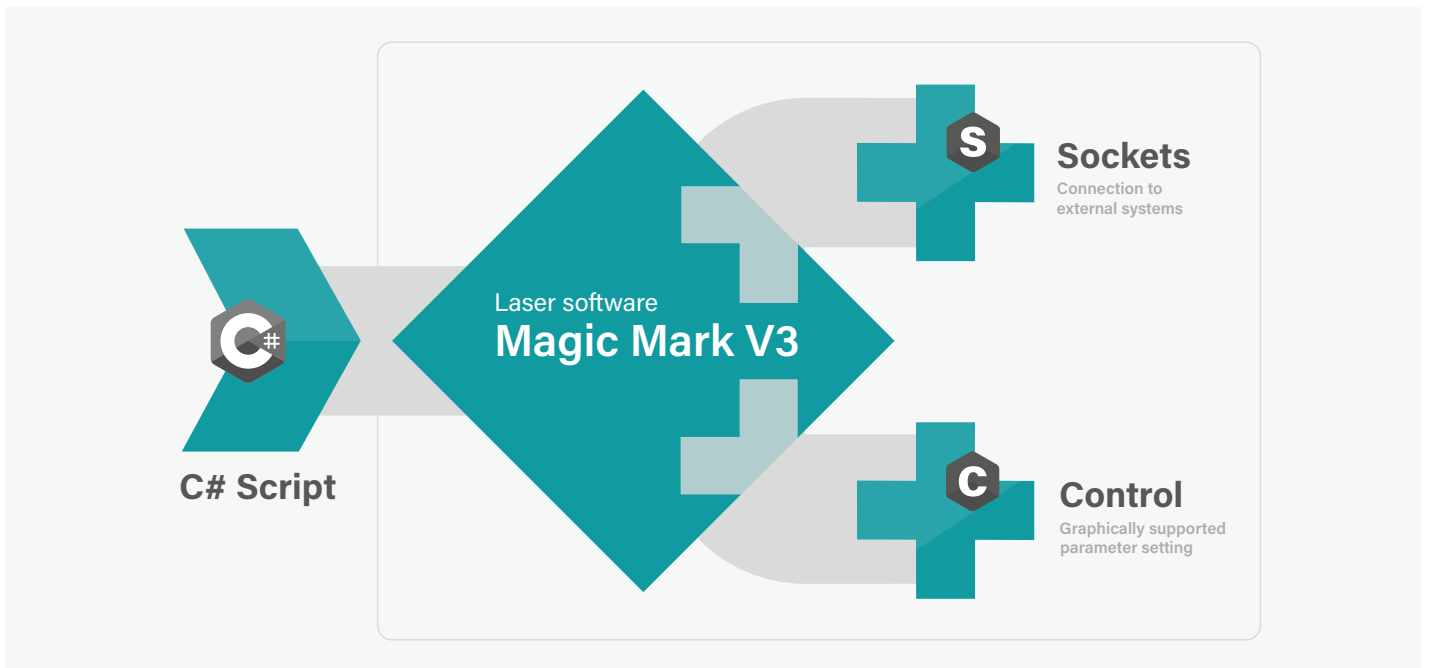 C#
C# Script
Laser software
Magic Mark V3
S
Sockets
Connection to
external systems
C
Control
Graphically supported
parameter setting